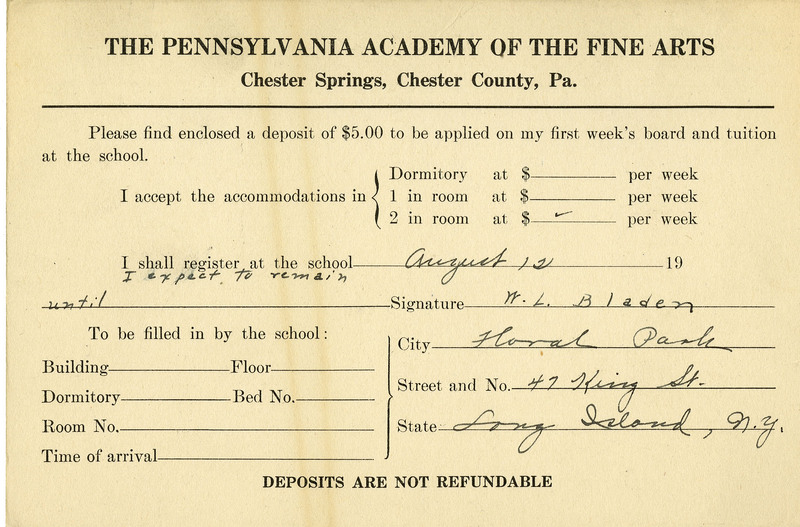 THE PENNSYLVANIA ACADEMY OF THE FINE ARTS
Chester Springs, Chester County, Pa.
Please find enclosed a deposit of $5.00 to be applied on my first week's board and tuition
at the school.
Dormitory at $ per week
I accept the accommodations in 1 in room at $ per week
2 in room at $ ✓ per week
I shall register at the school August 12 19
I expect to remain
until Signature W. L. Bladen
To be filled in by the school:
City Floral Park
Building Floor
Street and No. 47 King St.
Dormitory Bed No.
Room No. State Long Island, N.Y.
Time of arrival
DEPOSITS ARE NOT REFUNDABLE